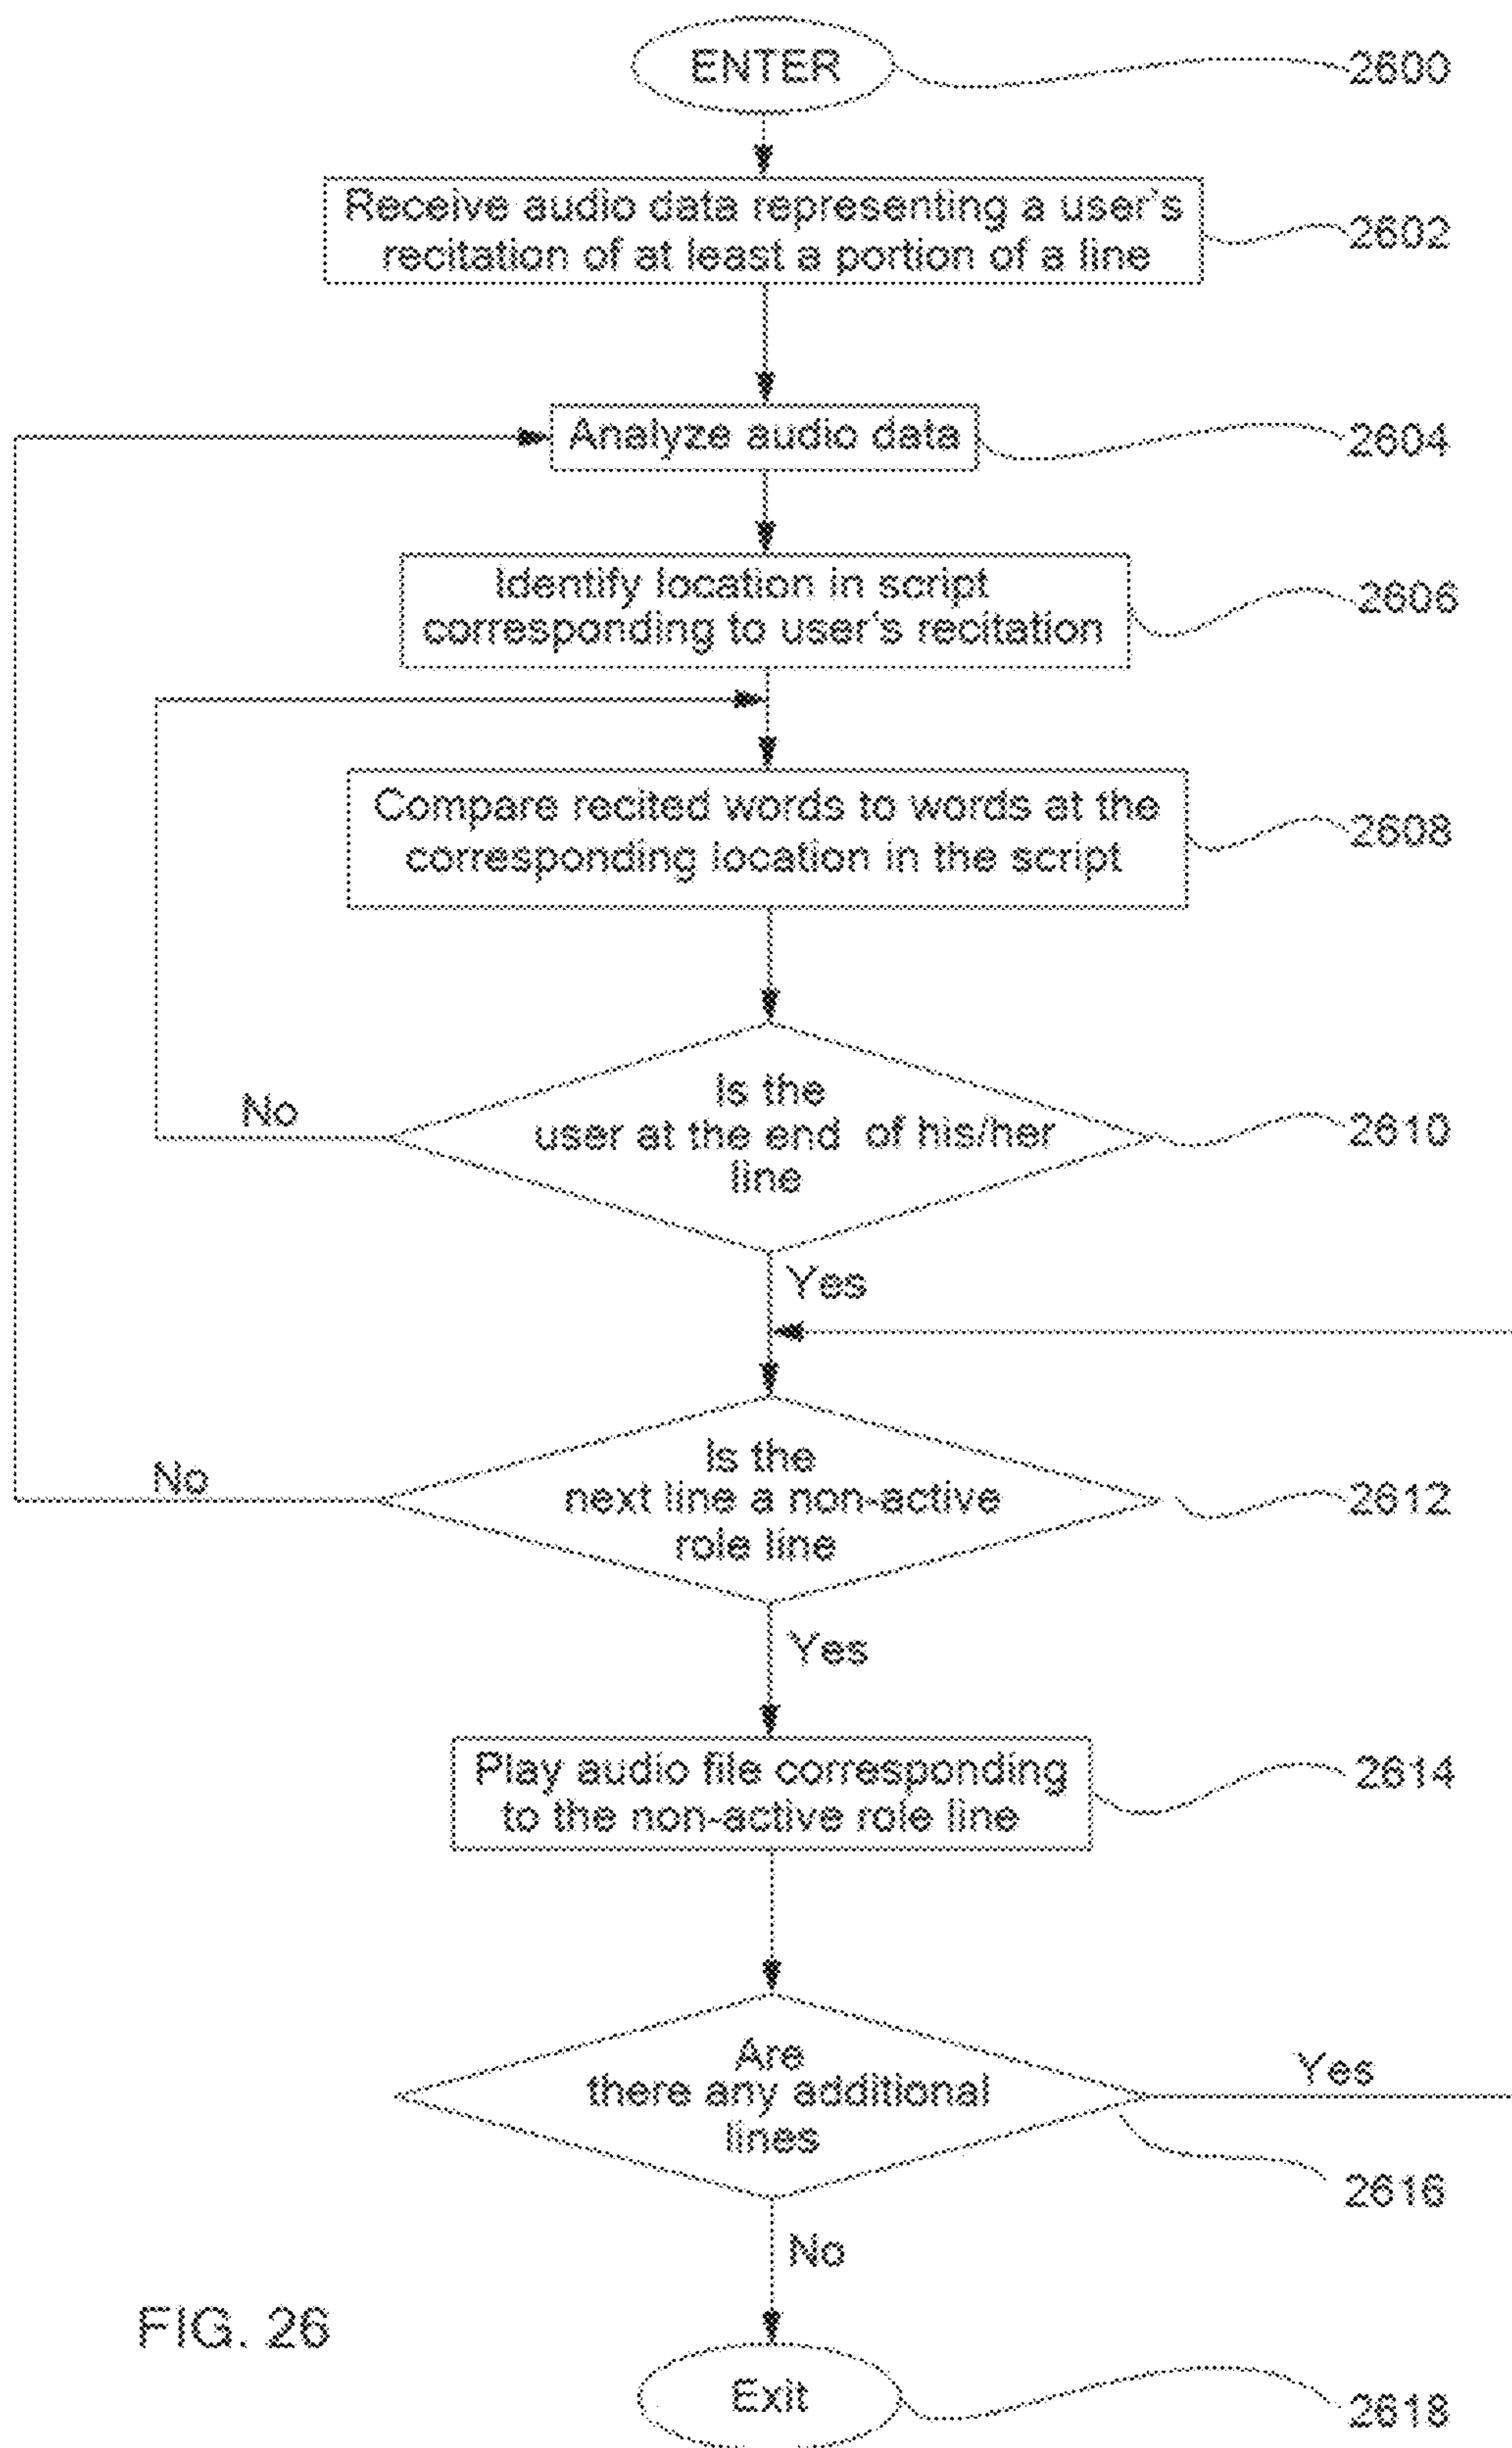 ENTER
2600
Receive audio data representing a user's
recitation of at least a portion of a line
2602
Analyze audio data
2604
Identify location in script
corresponding to user's recitation
2606
Compare recited words to words at the
corresponding location in the script
2608
Is the
user at the end of his/her
line
2610
No
Yes
Is the
next line a non-active
role line
2612
No
Yes
Play audio file corresponding
to the non-active role line
2614
Are
there any additional
lines
Yes
2616
No
FIG. 26
Exit
2618